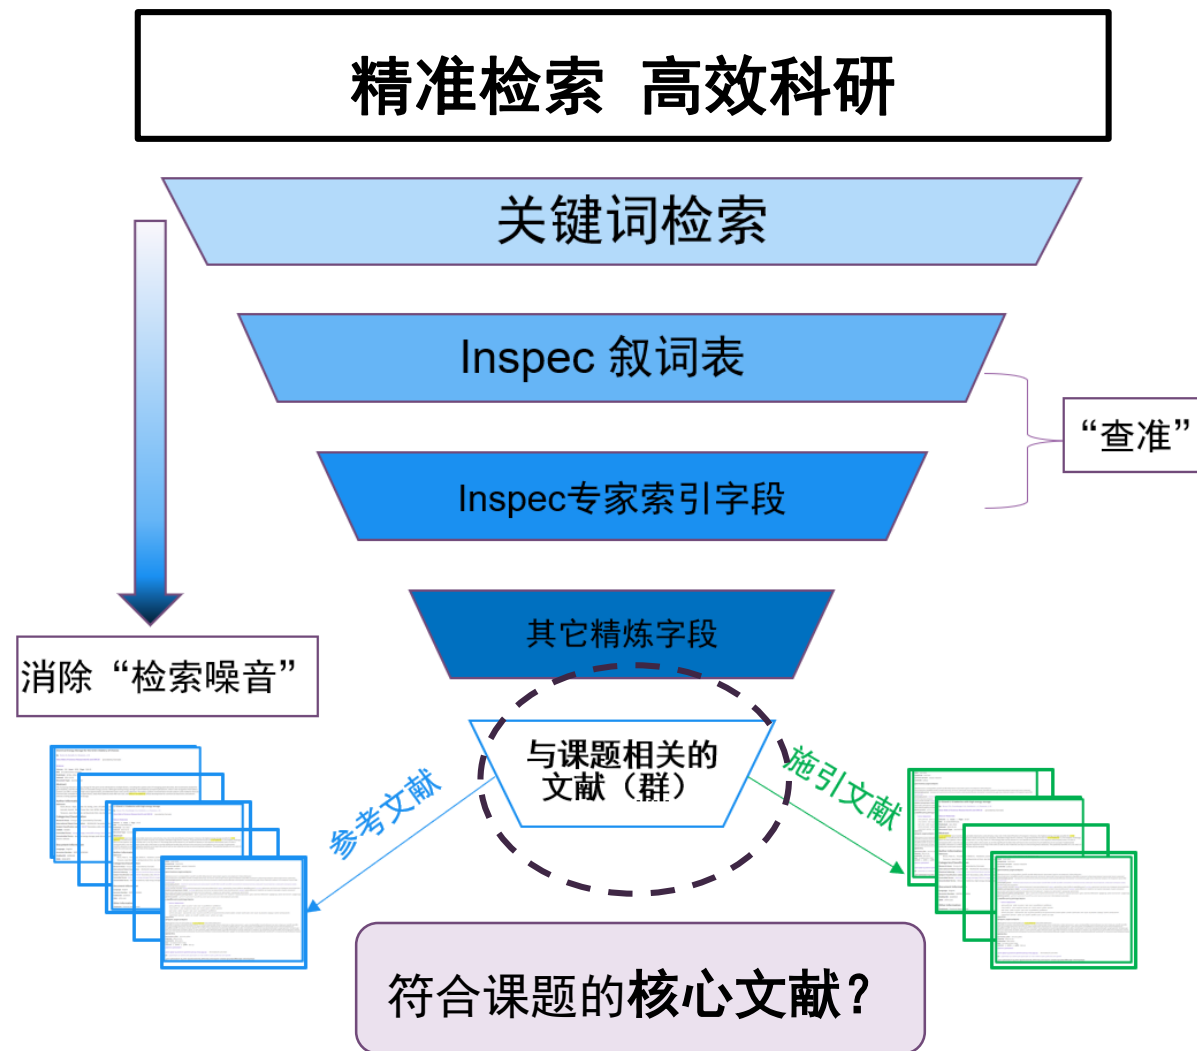 精准检索 高效科研
关键词检索
Inspec 叙词表
“查准”
Inspec专家索引字段
其它精炼字段
消除“检索噪音”
与课题相关的
文献（群）
参考文献
施引文献
符合课题的核心文献？